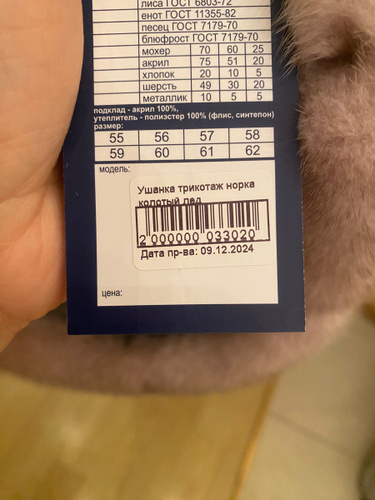 лиса ГОСТ 6803-72
енот ГОСТ 11355-82
песец ГОСТ 7179-70
блюфрост ГОСТ 7179-70
мохер 70 60 25
акрил 75 51 20
хлопок 20 10 5
шерсть 49 30 20
металлик 10 5 5
подклад - акрил 100%,
утеплитель - полиэстер 100% (флис, синтепон)
размер:
55 56 57 58
59 60 61 62
модель:
Ушанка трикотаж норка
колотый лед
2 000000 033020
Дата пр-ва: 09.12.2024
цена: